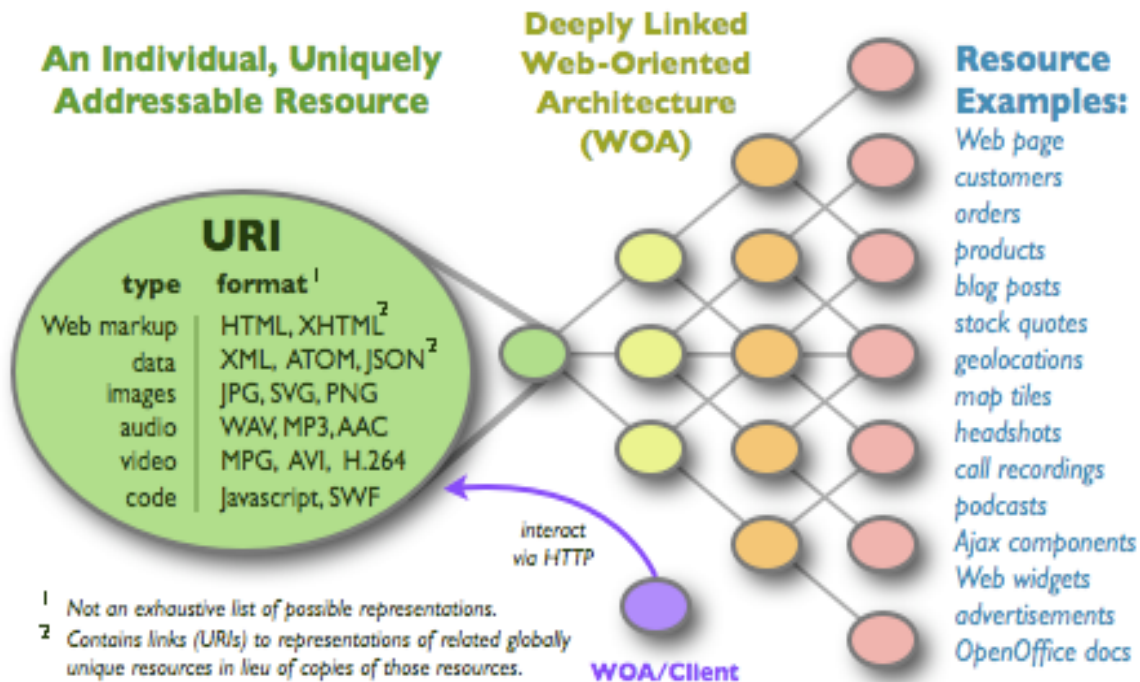 An Individual, Uniquely
Addressable Resource
Deeply Linked
Web-Oriented
Architecture
(WOA)
Resource
Examples:
Web page
customers
orders
products
blog posts
stock quotes
geolocations
map tiles
headshots
call recordings
podcasts
Ajax components
Web widgets
advertisements
OpenOffice docs
URI
type format 1
Web markup HTML, XHTML 2
data XML, ATOM, JSON 2
images JPG, SVG, PNG
audio WAV, MP3, AAC
video MPG, AVI, H.264
code Javascript, SWF
interact
via HTTP
WOA/Client
1 Not an exhaustive list of possible representations.
2 Contains links (URIs) to representations of related globally
unique resources in lieu of copies of those resources.